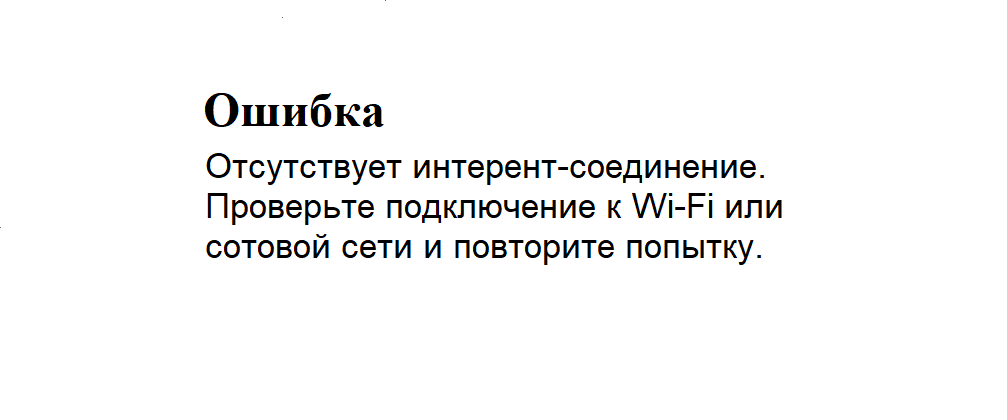 Ошибка
Отсутствует интерент-соединение.
Проверьте подключение к Wi-Fi или
сотовой сети и повторите попытку.